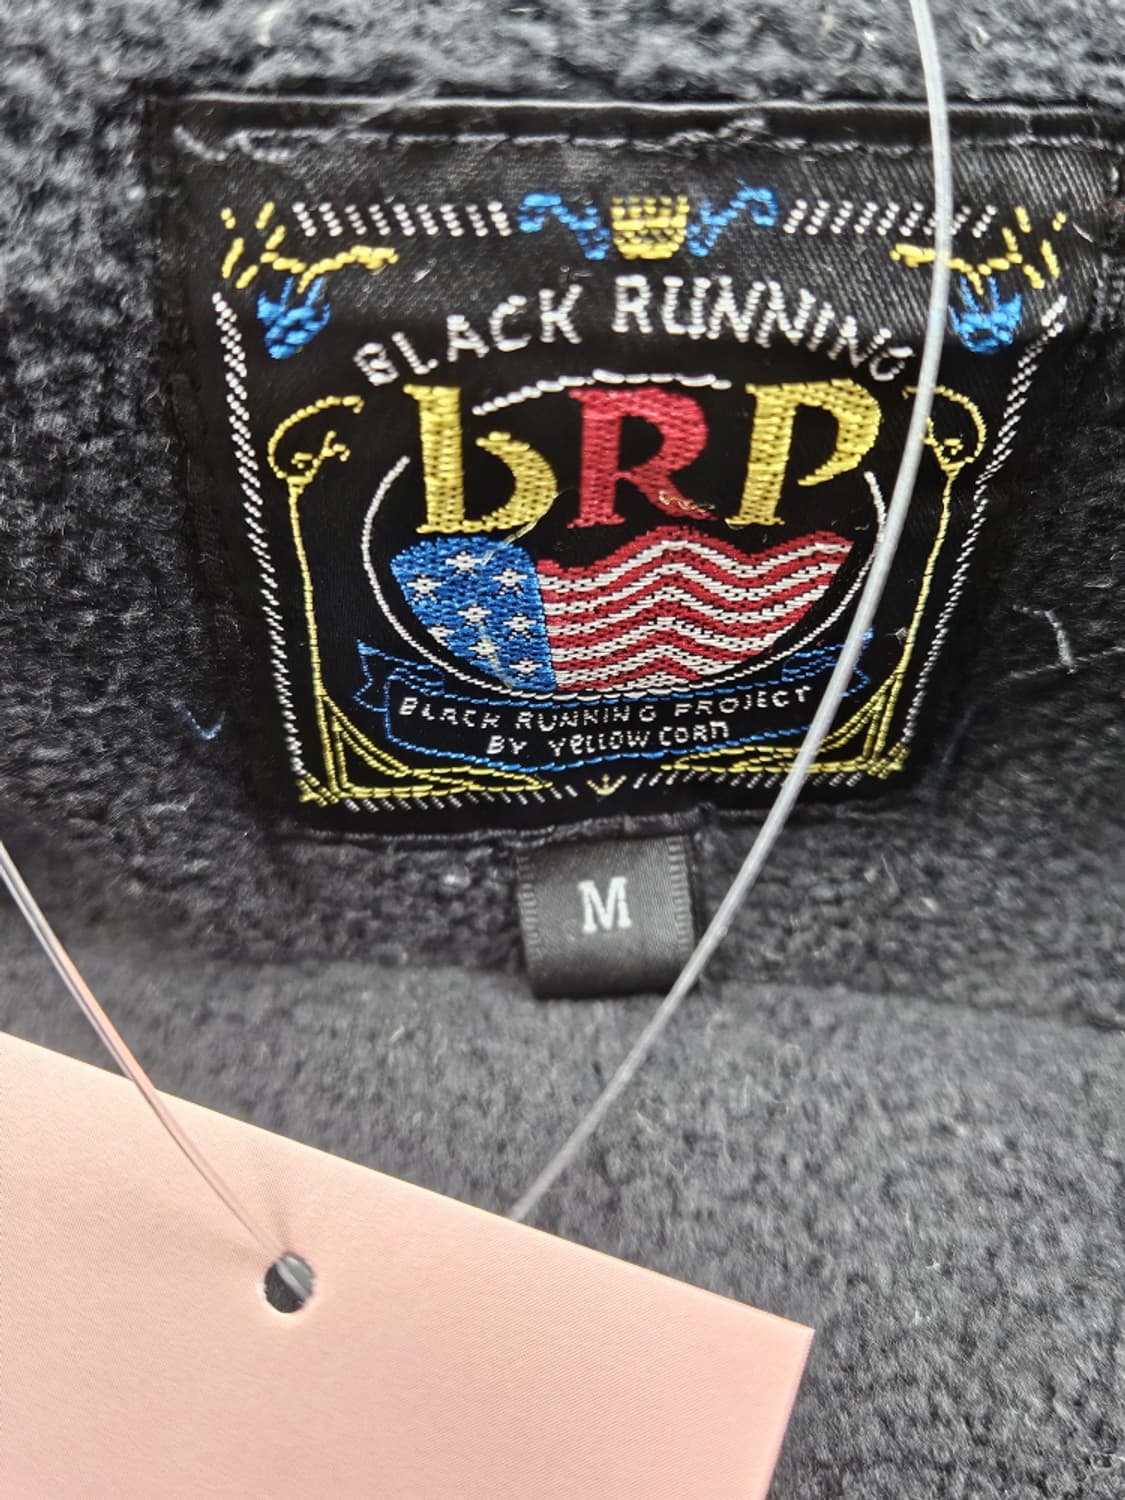 BLACK RUNNING
bRP
BLACK RUNNING PROJECT
BY YELLOW CORN
M